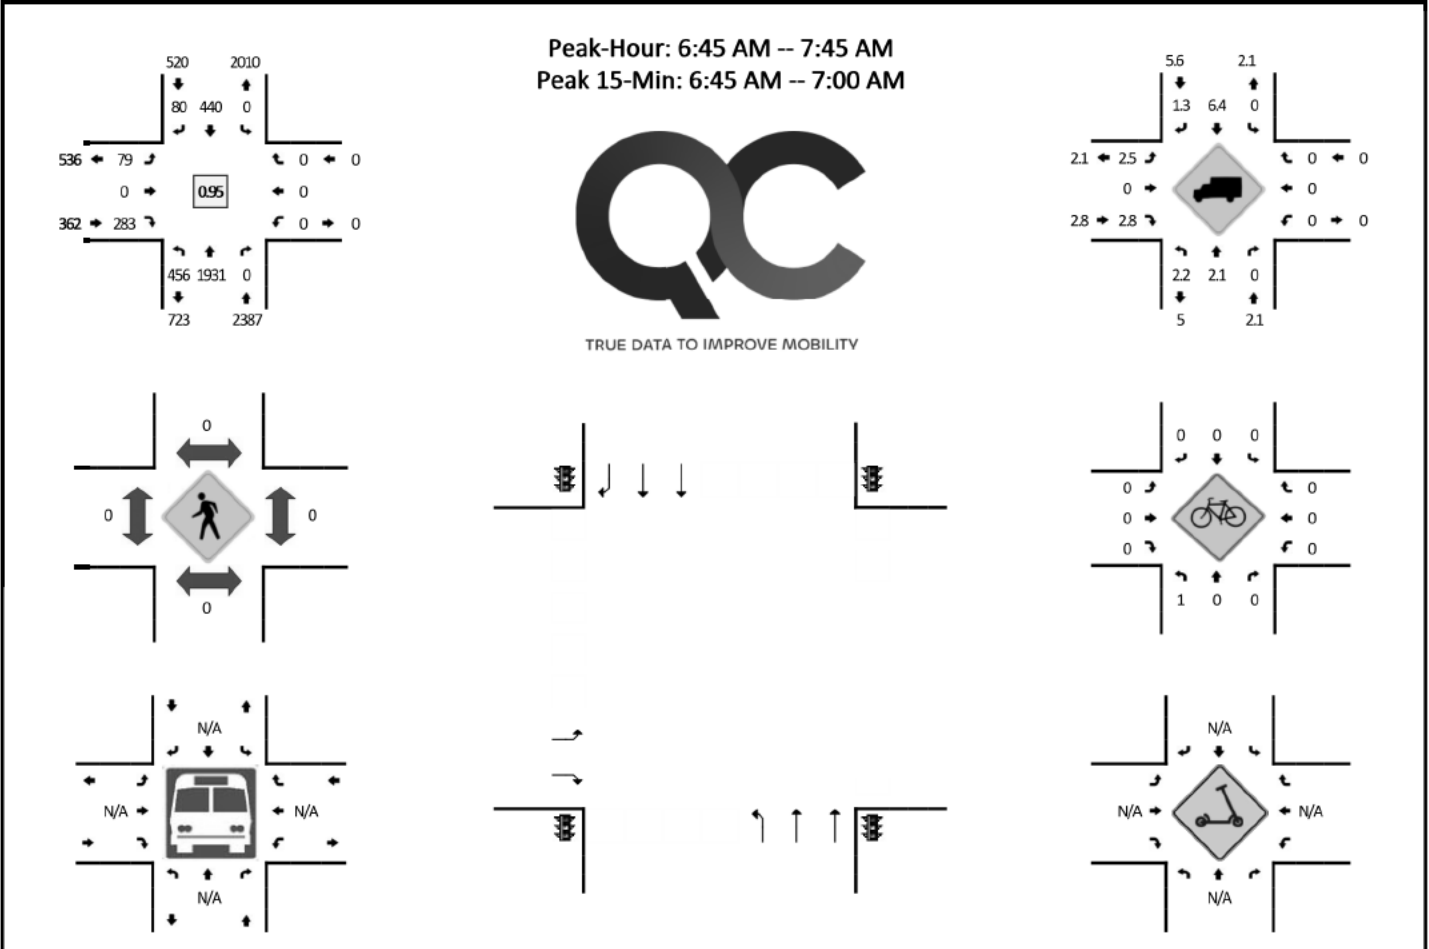 Peak-Hour: 6:45 AM -- 7:45 AM
Peak 15-Min: 6:45 AM -- 7:00 AM
520 2010
80 440 0
536 79 0 0
0 0.95 0
362 283 0 0
456 1931 0
723 2387
QC
TRUE DATA TO IMPROVE MOBILITY
5.6 2.1
1.3 6.4 0
2.1 2.5 0 0
0 0
2.8 2.8 0 0
2.2 2.1 0
5 2.1
0
0 0
0
0 0 0
0 0
0 0
0 0
1 0 0
N/A
N/A N/A
N/A
N/A
N/A N/A
N/A